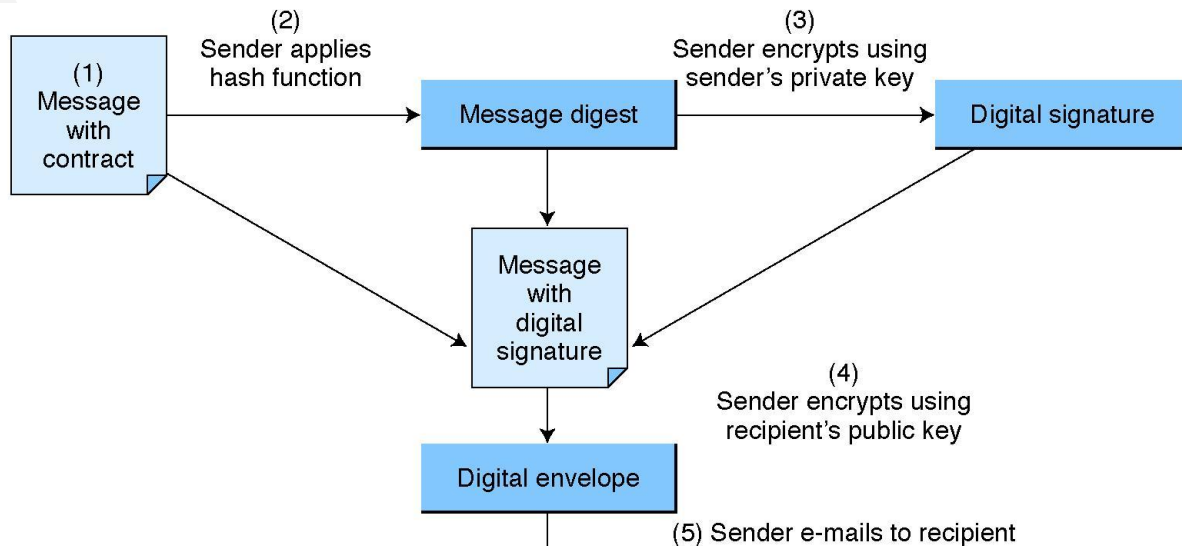 (1)
Message
with
contract
(2)
Sender applies
hash function
Message digest
(3)
Sender encrypts using
sender's private key
Digital signature
Message
with
digital
signature
(4)
Sender encrypts using
recipient's public key
Digital envelope
(5) Sender e-mails to recipient